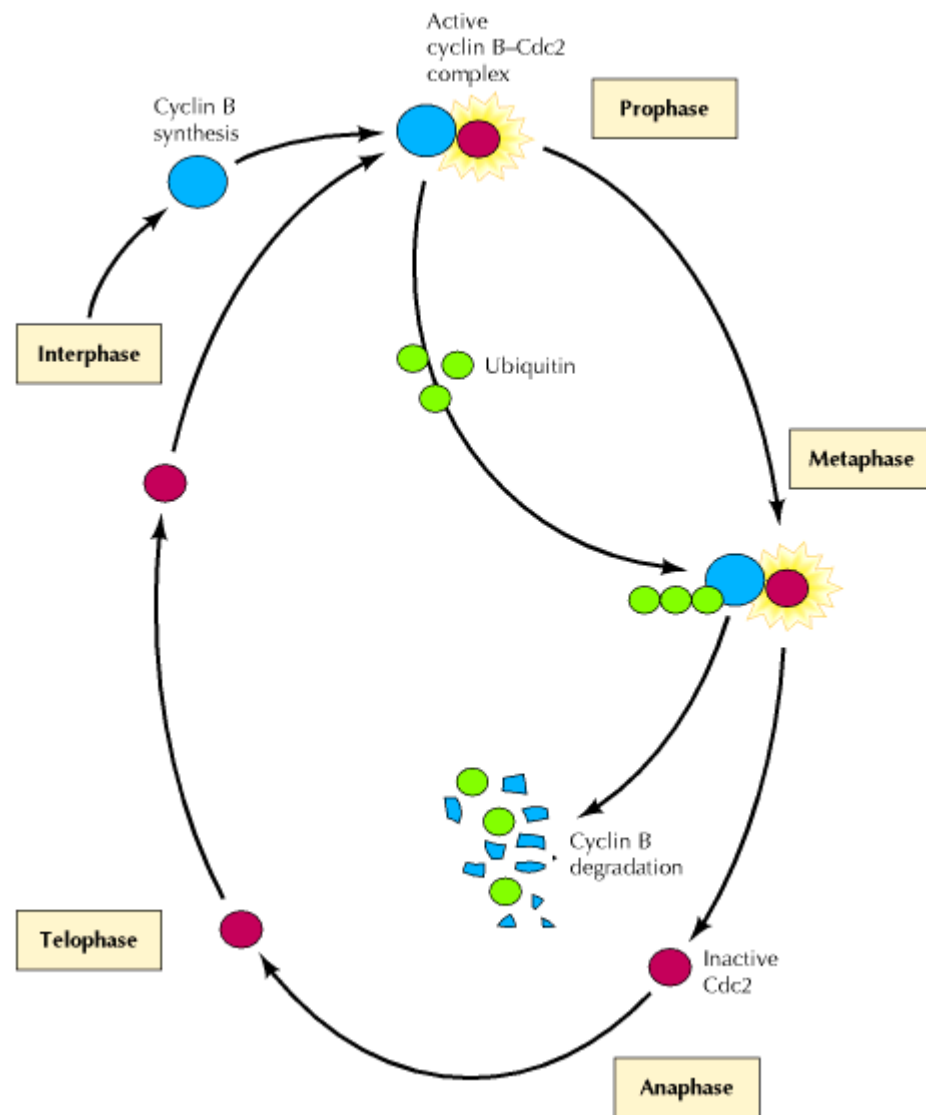 Active
cyclin B–Cdc2
complex
Prophase
Cyclin B
synthesis
Interphase
Ubiquitin
Metaphase
Cyclin B
degradation
Telophase
Inactive
Cdc2
Anaphase